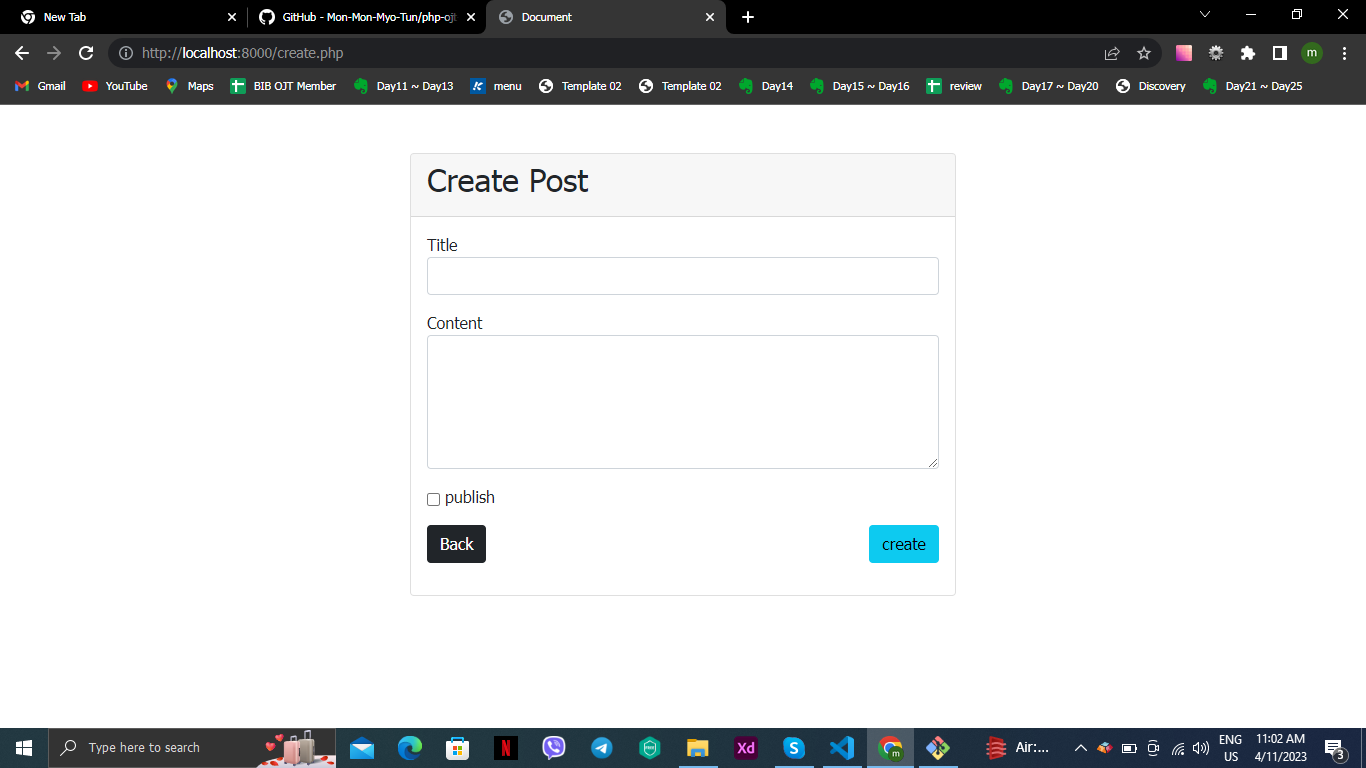 New Tab
GitHub - Mon-Mon-Myo-Tun/php-ojt
Document
http://localhost:8000/create.php
m
Gmail
YouTube
Maps
BIB OJT Member
Day11 ~ Day13
menu
Template 02
Template 02
Day14
Day15 ~ Day16
review
Day17 ~ Day20
Discovery
Day21 ~ Day25
Create Post
Title
Content
publish
Back
create
Type here to search
N
Xd
S
m
Air:...
ENG
US
11:02 AM
4/11/2023
3